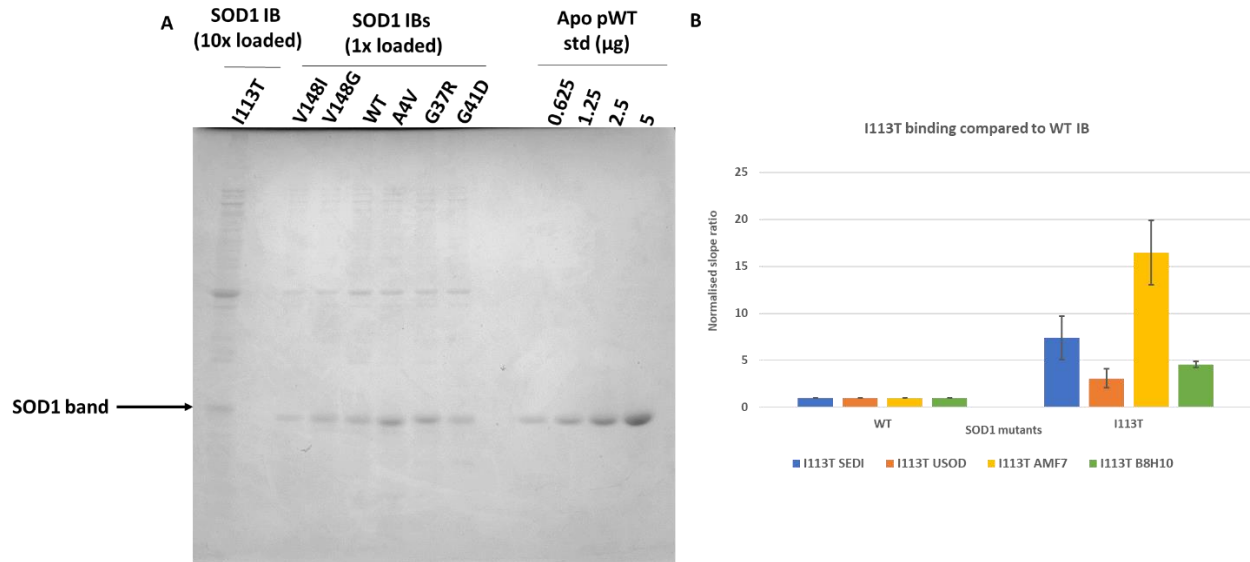 A
SOD1 IB
(10x loaded)
SOD1 IBs
(1x loaded)
Apo pWT
std (µg)
B
I113T
V148I
V148G
WT
A4V
G37R
G41D
0.625
1.25
2.5
5
SOD1 band
I113T binding compared to WT IB
Normalised slope ratio
25
20
15
10
5
0
WT
SOD1 mutants
I113T
I113T SEDI
I113T USOD
I113T AMF7
I113T B8H10